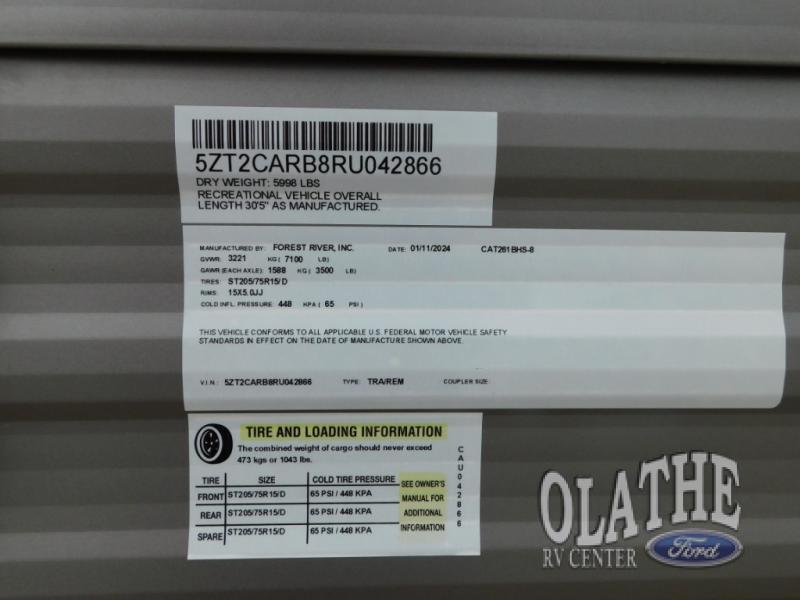 5ZT2CARB8RU042866
DRY WEIGHT: 5998 LBS
RECREATIONAL VEHICLE OVERALL
LENGTH 30'5" AS MANUFACTURED.
MANUFACTURED BY: FOREST RIVER, INC. DATE: 01/11/2024 CAT261BHS-8
GVWR: 3221 KG ( 7100 LB)
GAWR (EACH AXLE): 1588 KG ( 3500 LB)
TIRES: ST205/75R15/D
RIMS: 15X5.0JJ
COLD INFL. PRESSURE: 448 KPA ( 65 PSI )
THIS VEHICLE CONFORMS TO ALL APPLICABLE U.S. FEDERAL MOTOR VEHICLE SAFETY
STANDARDS IN EFFECT ON THE DATE OF MANUFACTURE SHOWN ABOVE.
V.I.N.: 5ZT2CARB8RU042866 TYPE: TRA/REM COUPLER SIZE:
TIRE AND LOADING INFORMATION
The combined weight of cargo should never exceed
473 kgs or 1043 lbs.
TIRE SIZE COLD TIRE PRESSURE
FRONT ST205/75R15/D 65 PSI / 448 KPA
REAR ST205/75R15/D 65 PSI / 448 KPA
SPARE ST205/75R15/D 65 PSI / 448 KPA
SEE OWNER'S
MANUAL FOR
ADDITIONAL
INFORMATION
CAU042866
OLATHE
RV CENTER
Ford